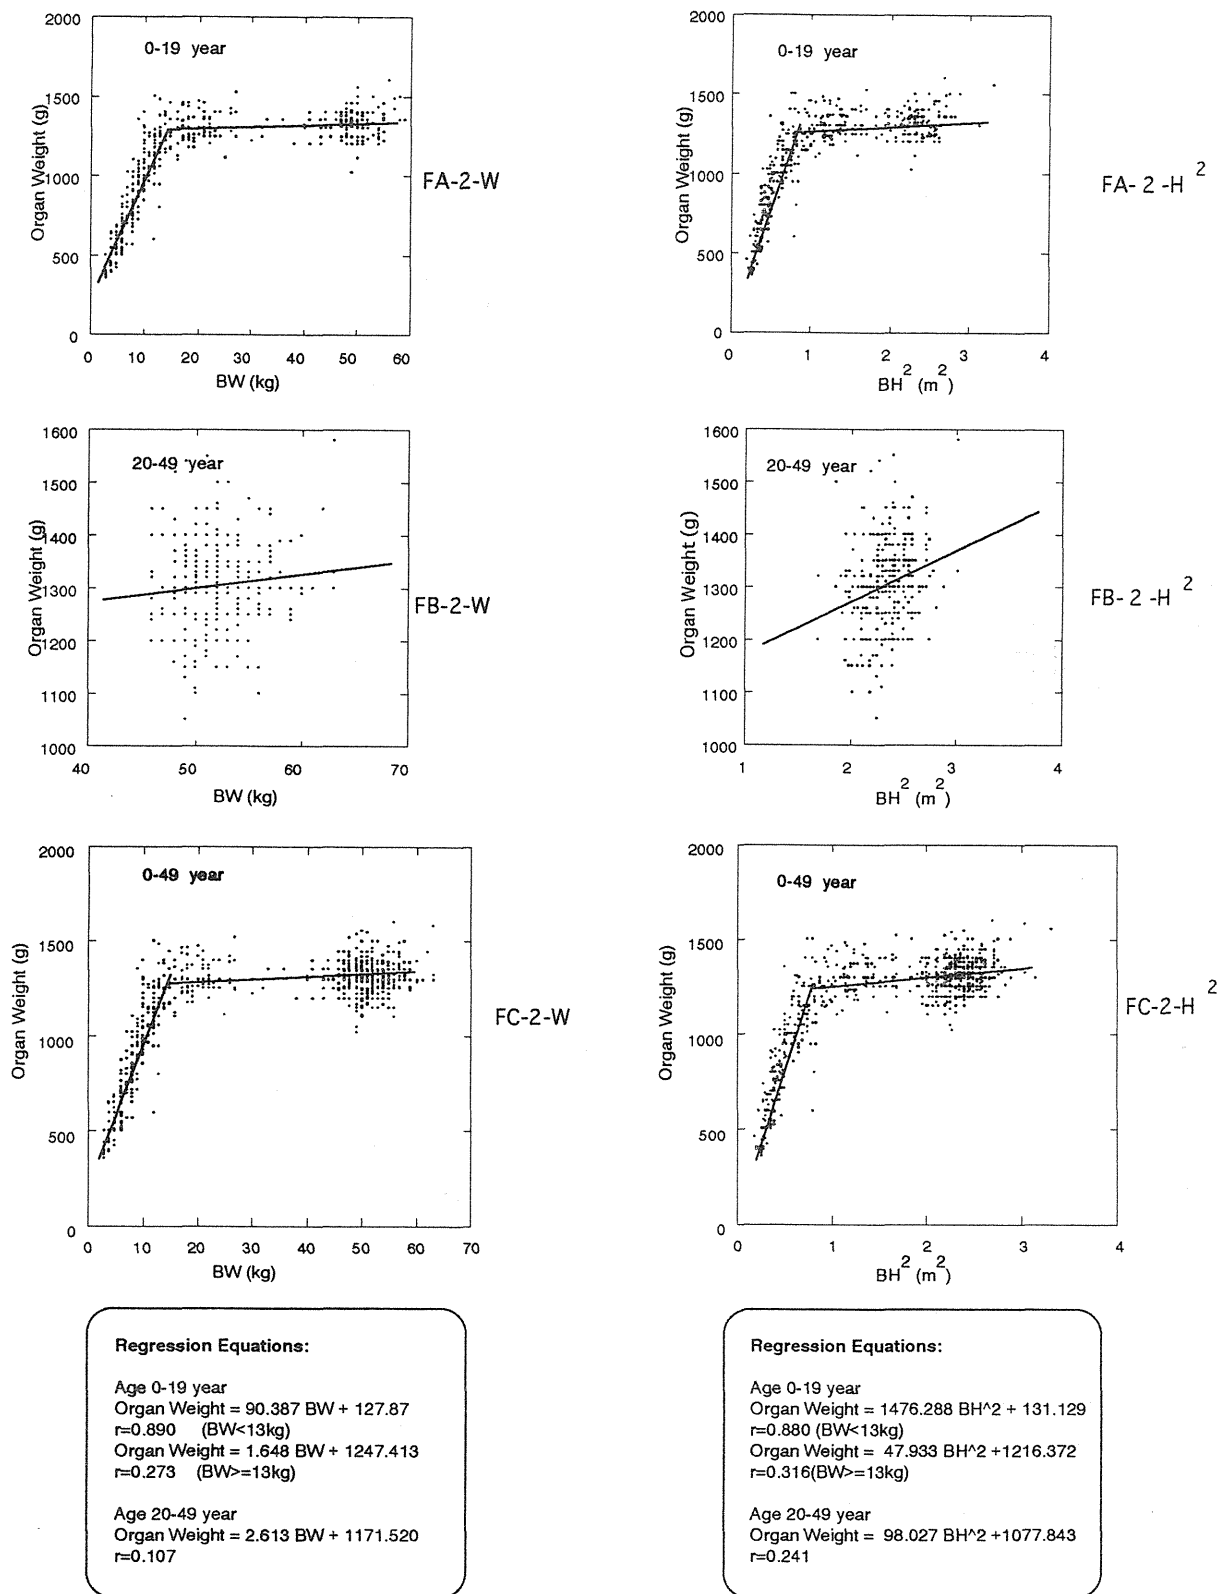 2000
0-19 year
1500
1000
500
0
Organ Weight (g)
0 10 20 30 40 50 60
BW (kg)
FA-2-W
2000
0-19 year
1500
1000
500
0
Organ Weight (g)
0 1 2 3 4
BH^2 (m^2)
FA-2-H^2
1600
20-49 year
1500
1400
1300
1200
1100
1000
Organ Weight (g)
40 50 60 70
BW (kg)
FB-2-W
1600
20-49 year
1500
1400
1300
1200
1100
1000
Organ Weight (g)
1 2 3 4
BH^2 (m^2)
FB-2-H^2
2000
0-49 year
1500
1000
500
0
Organ Weight (g)
0 10 20 30 40 50 60 70
BW (kg)
FC-2-W
2000
0-49 year
1500
1000
500
0
Organ Weight (g)
0 1 2 3 4
BH^2 (m^2)
FC-2-H^2
Regression Equations:
Age 0-19 year
Organ Weight = 90.387 BW + 127.87
r=0.890 (BW<13kg)
Organ Weight = 1.648 BW + 1247.413
r=0.273 (BW>=13kg)
Age 20-49 year
Organ Weight = 2.613 BW + 1171.520
r=0.107
Regression Equations:
Age 0-19 year
Organ Weight = 1476.288 BH^2 + 131.129
r=0.880 (BW<13kg)
Organ Weight = 47.933 BH^2 +1216.372
r=0.316(BW>=13kg)
Age 20-49 year
Organ Weight = 98.027 BH^2 +1077.843
r=0.241